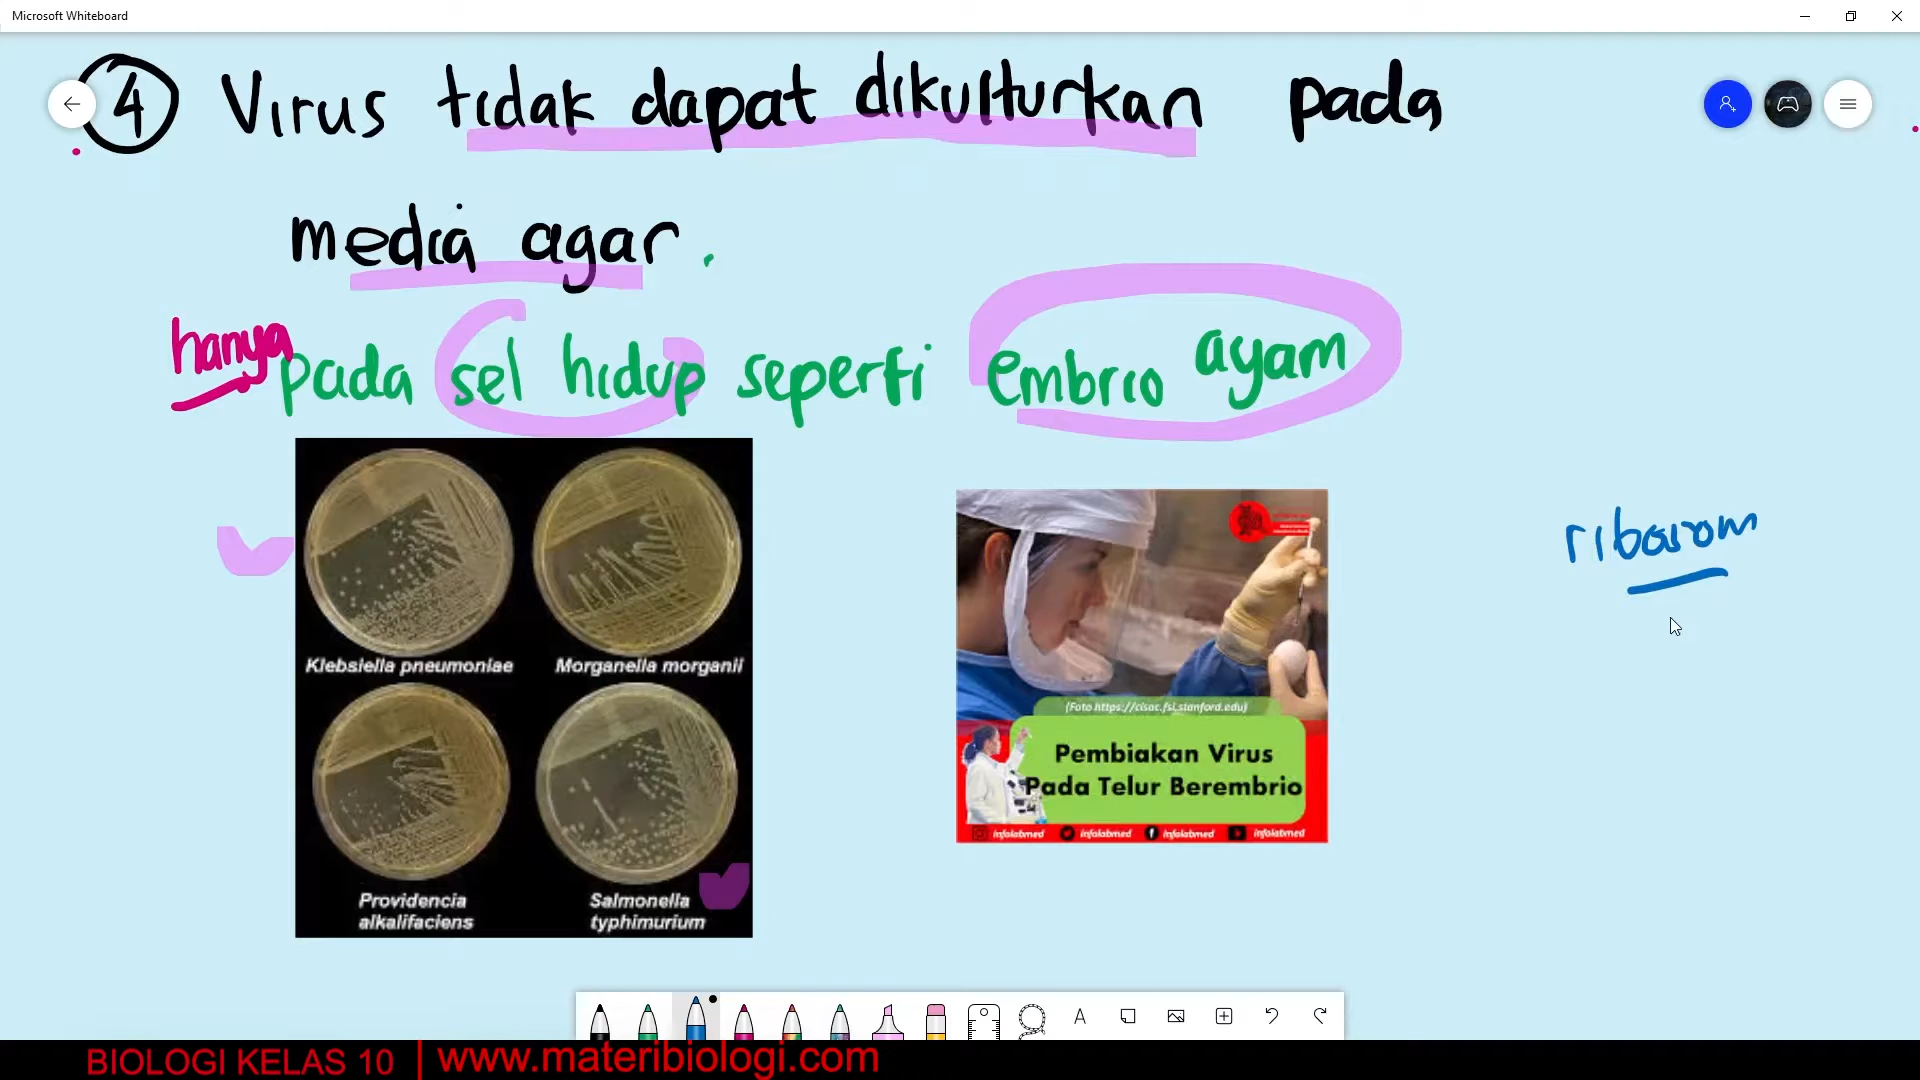 Microsoft Whiteboard
4 Virus tidak dapat dikulturkan pada
media agar.
hanya pada sel hidup seperti embrio ayam
Klebsiella pneumoniae
Morganella morganii
Providencia
alkalifaciens
Salmonella
typhimurium
(Foto https://cisac.fsi.stanford.edu)
Pembiakan Virus
Pada Telur Berembrio
infolabmed infolabmed infolabmed infolabmed
ribosom
A
BIOLOGI KELAS 10 | www.materibiologi.com